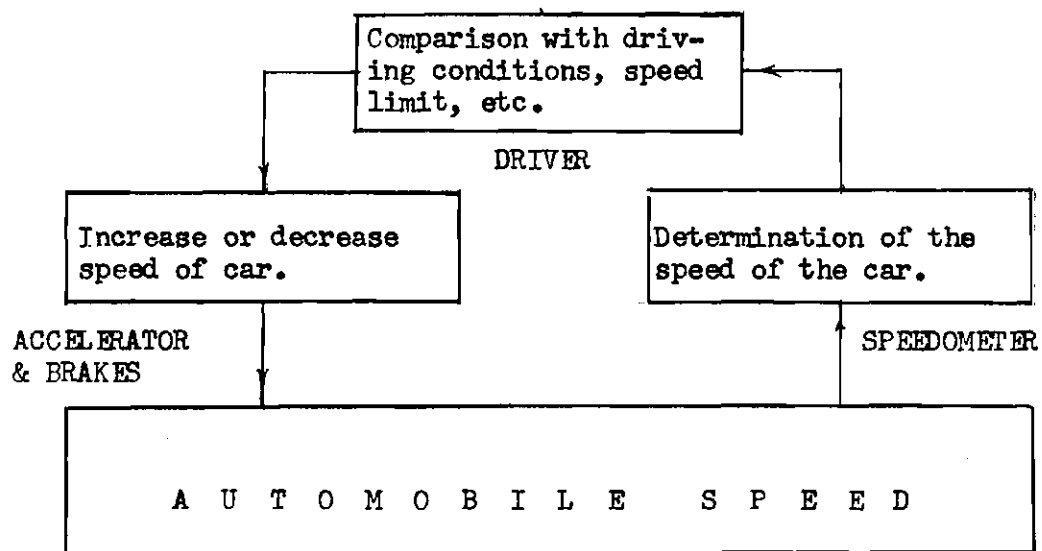 Comparison with driv-
ing conditions, speed
limit, etc.
DRIVER
Increase or decrease
speed of car.
Determination of the
speed of the car.
ACCELERATOR
& BRAKES
SPEEDOMETER
A U T O M O B I L E S P E E D